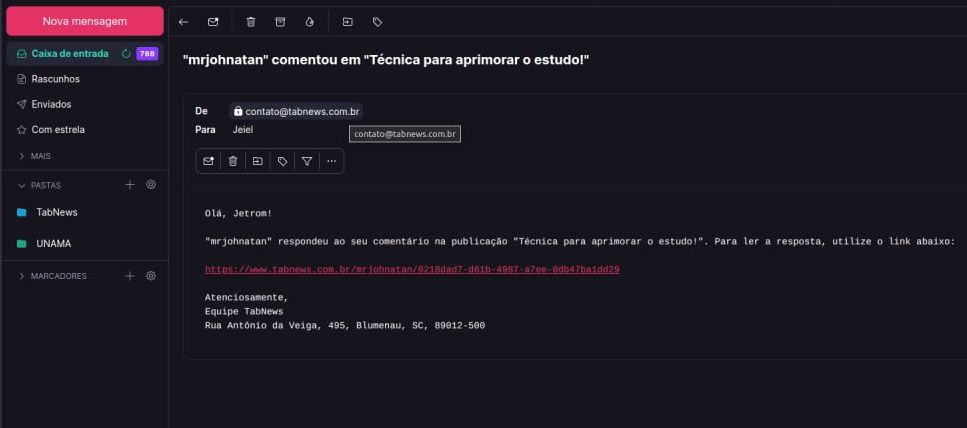 Nova mensagem
Caixa de entrada 768
Rascunhos
Enviados
Com estrela
MAIS
PASTAS
TabNews
UNAMA
MARCADORES
"mrjohnatan" comentou em "Técnica para aprimorar o estudo!"
De contato@tabnews.com.br
Para Jeiel
contato@tabnews.com.br
Olá, Jetrom!
"mrjohnatan" respondeu ao seu comentário na publicação "Técnica para aprimorar o estudo!". Para ler a resposta, utilize o link abaixo:
https://www.tabnews.com.br/mrjohnatan/0218dad7-d61b-4987-a7ee-0db47ba1dd29
Atenciosamente,
Equipe TabNews
Rua Antônio da Veiga, 495, Blumenau, SC, 89012-500